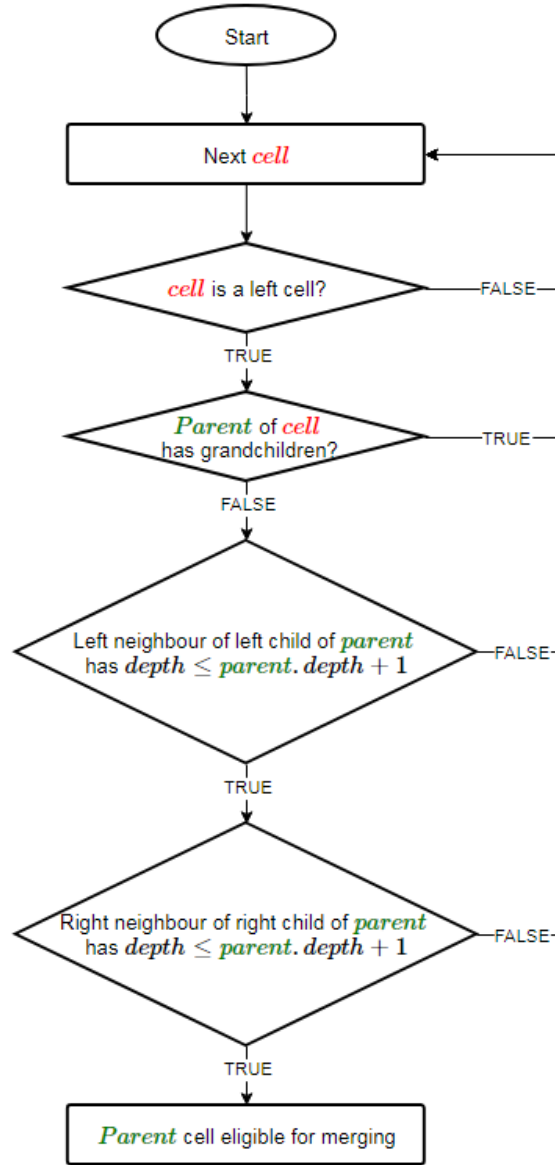 Start
Next cell
cell is a left cell?
FALSE
TRUE
Parent of cell
has grandchildren?
TRUE
FALSE
Left neighbour of left child of parent
has depth ≤ parent. depth + 1
FALSE
TRUE
Right neighbour of right child of parent
has depth ≤ parent. depth + 1
FALSE
TRUE
Parent cell eligible for merging